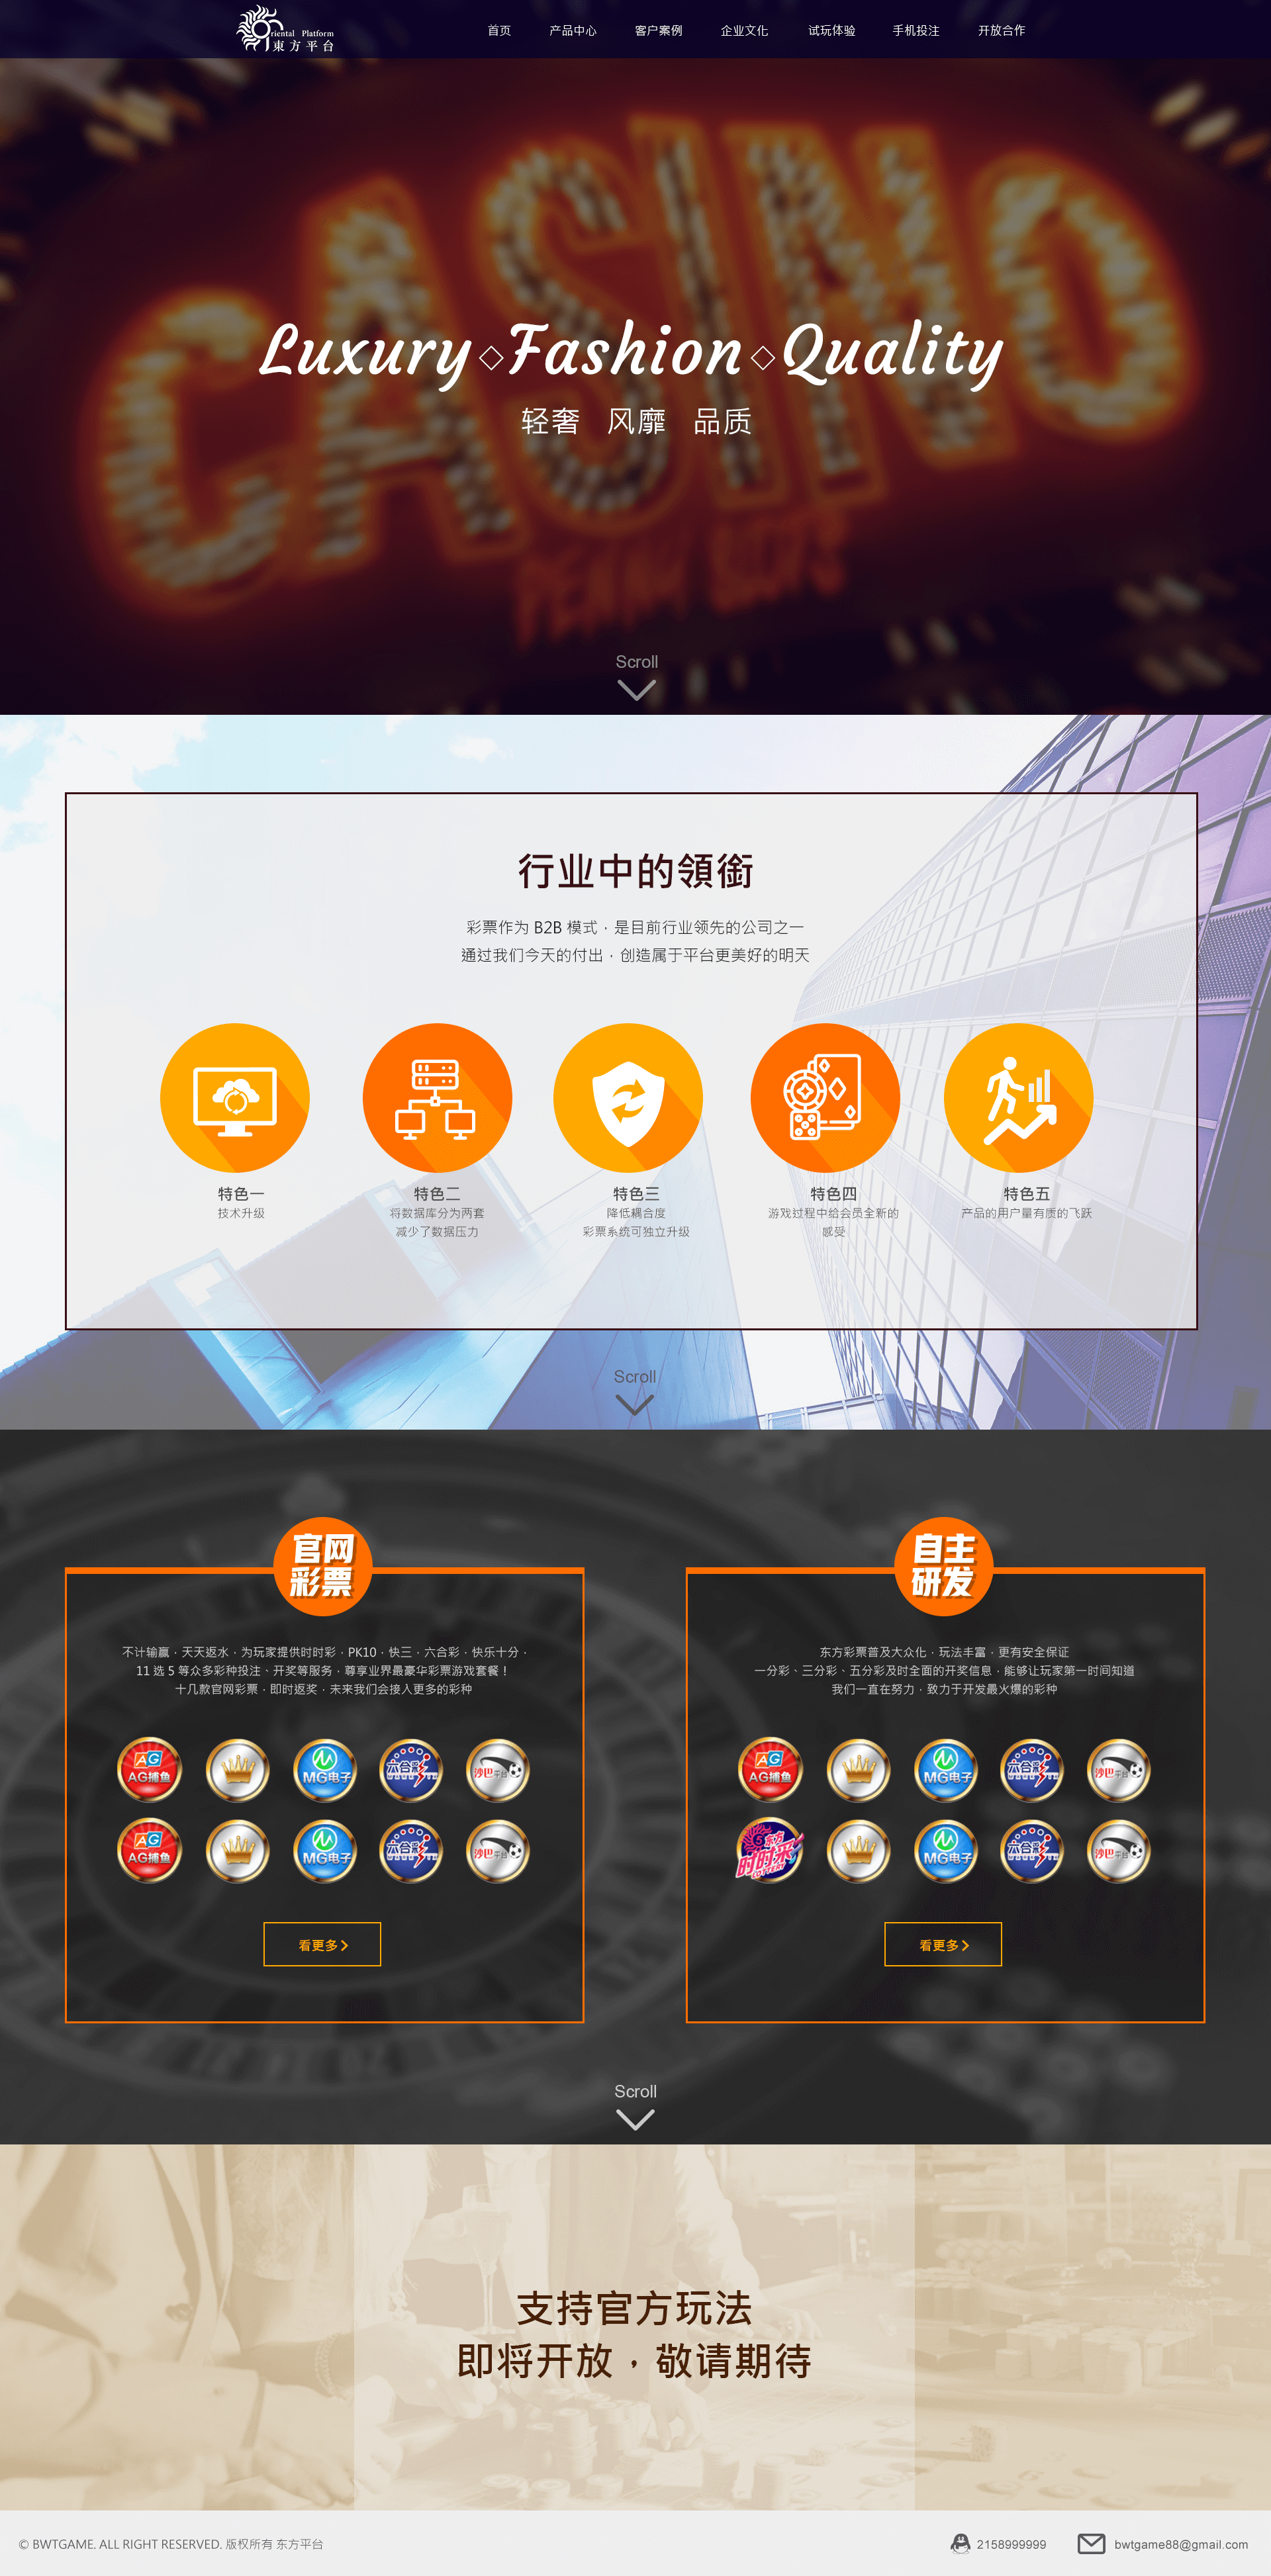 Oriental Platform
東方平台
首页 产品中心 客户案例 企业文化 试玩体验 手机投注 开放合作
CASINO
Luxury◇Fashion◇Quality
轻奢 风靡 品质
Scroll
行业中的領銜
彩票作为 B2B 模式，是目前行业领先的公司之一
通过我们今天的付出，创造属于平台更美好的明天
特色一
技术升级
特色二
将数据库分为两套
减少了数据压力
特色三
降低耦合度
彩票系统可独立升级
特色四
游戏过程中给会员全新的
感受
特色五
产品的用户量有质的飞跃
Scroll
官网
彩票
不计输赢，天天返水，为玩家提供时时彩，PK10，快三，六合彩，快乐十分，
11 选 5 等众多彩种投注、开奖等服务，尊享业界最豪华彩票游戏套餐！
十几款官网彩票，即时返奖，未来我们会接入更多的彩种
AG AG捕鱼
MG电子
六合彩
沙巴平台
AG AG捕鱼
MG电子
六合彩
沙巴平台
看更多
自主
研发
东方彩票普及大众化，玩法丰富，更有安全保证
一分彩、三分彩、五分彩及时全面的开奖信息，能够让玩家第一时间知道
我们一直在努力，致力于开发最火爆的彩种
AG AG捕鱼
MG电子
六合彩
沙巴平台
东方
时时彩
LOTTERY
MG电子
六合彩
沙巴平台
看更多
Scroll
支持官方玩法
即将开放，敬请期待
© BWTGAME. ALL RIGHT RESERVED. 版权所有 东方平台
2158999999
bwtgame88@gmail.com